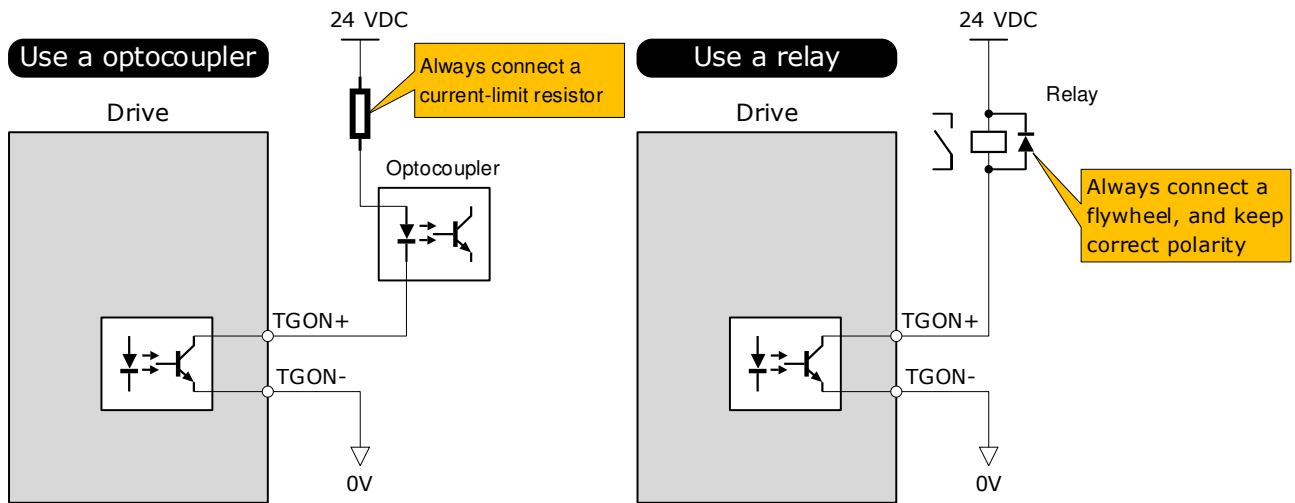 24 VDC
Use a optocoupler
Always connect a
current-limit resistor
Drive
Optocoupler
TGON+
TGON-
0V
24 VDC
Use a relay
Relay
Drive
Always connect a
flywheel, and keep
correct polarity
TGON+
TGON-
0V